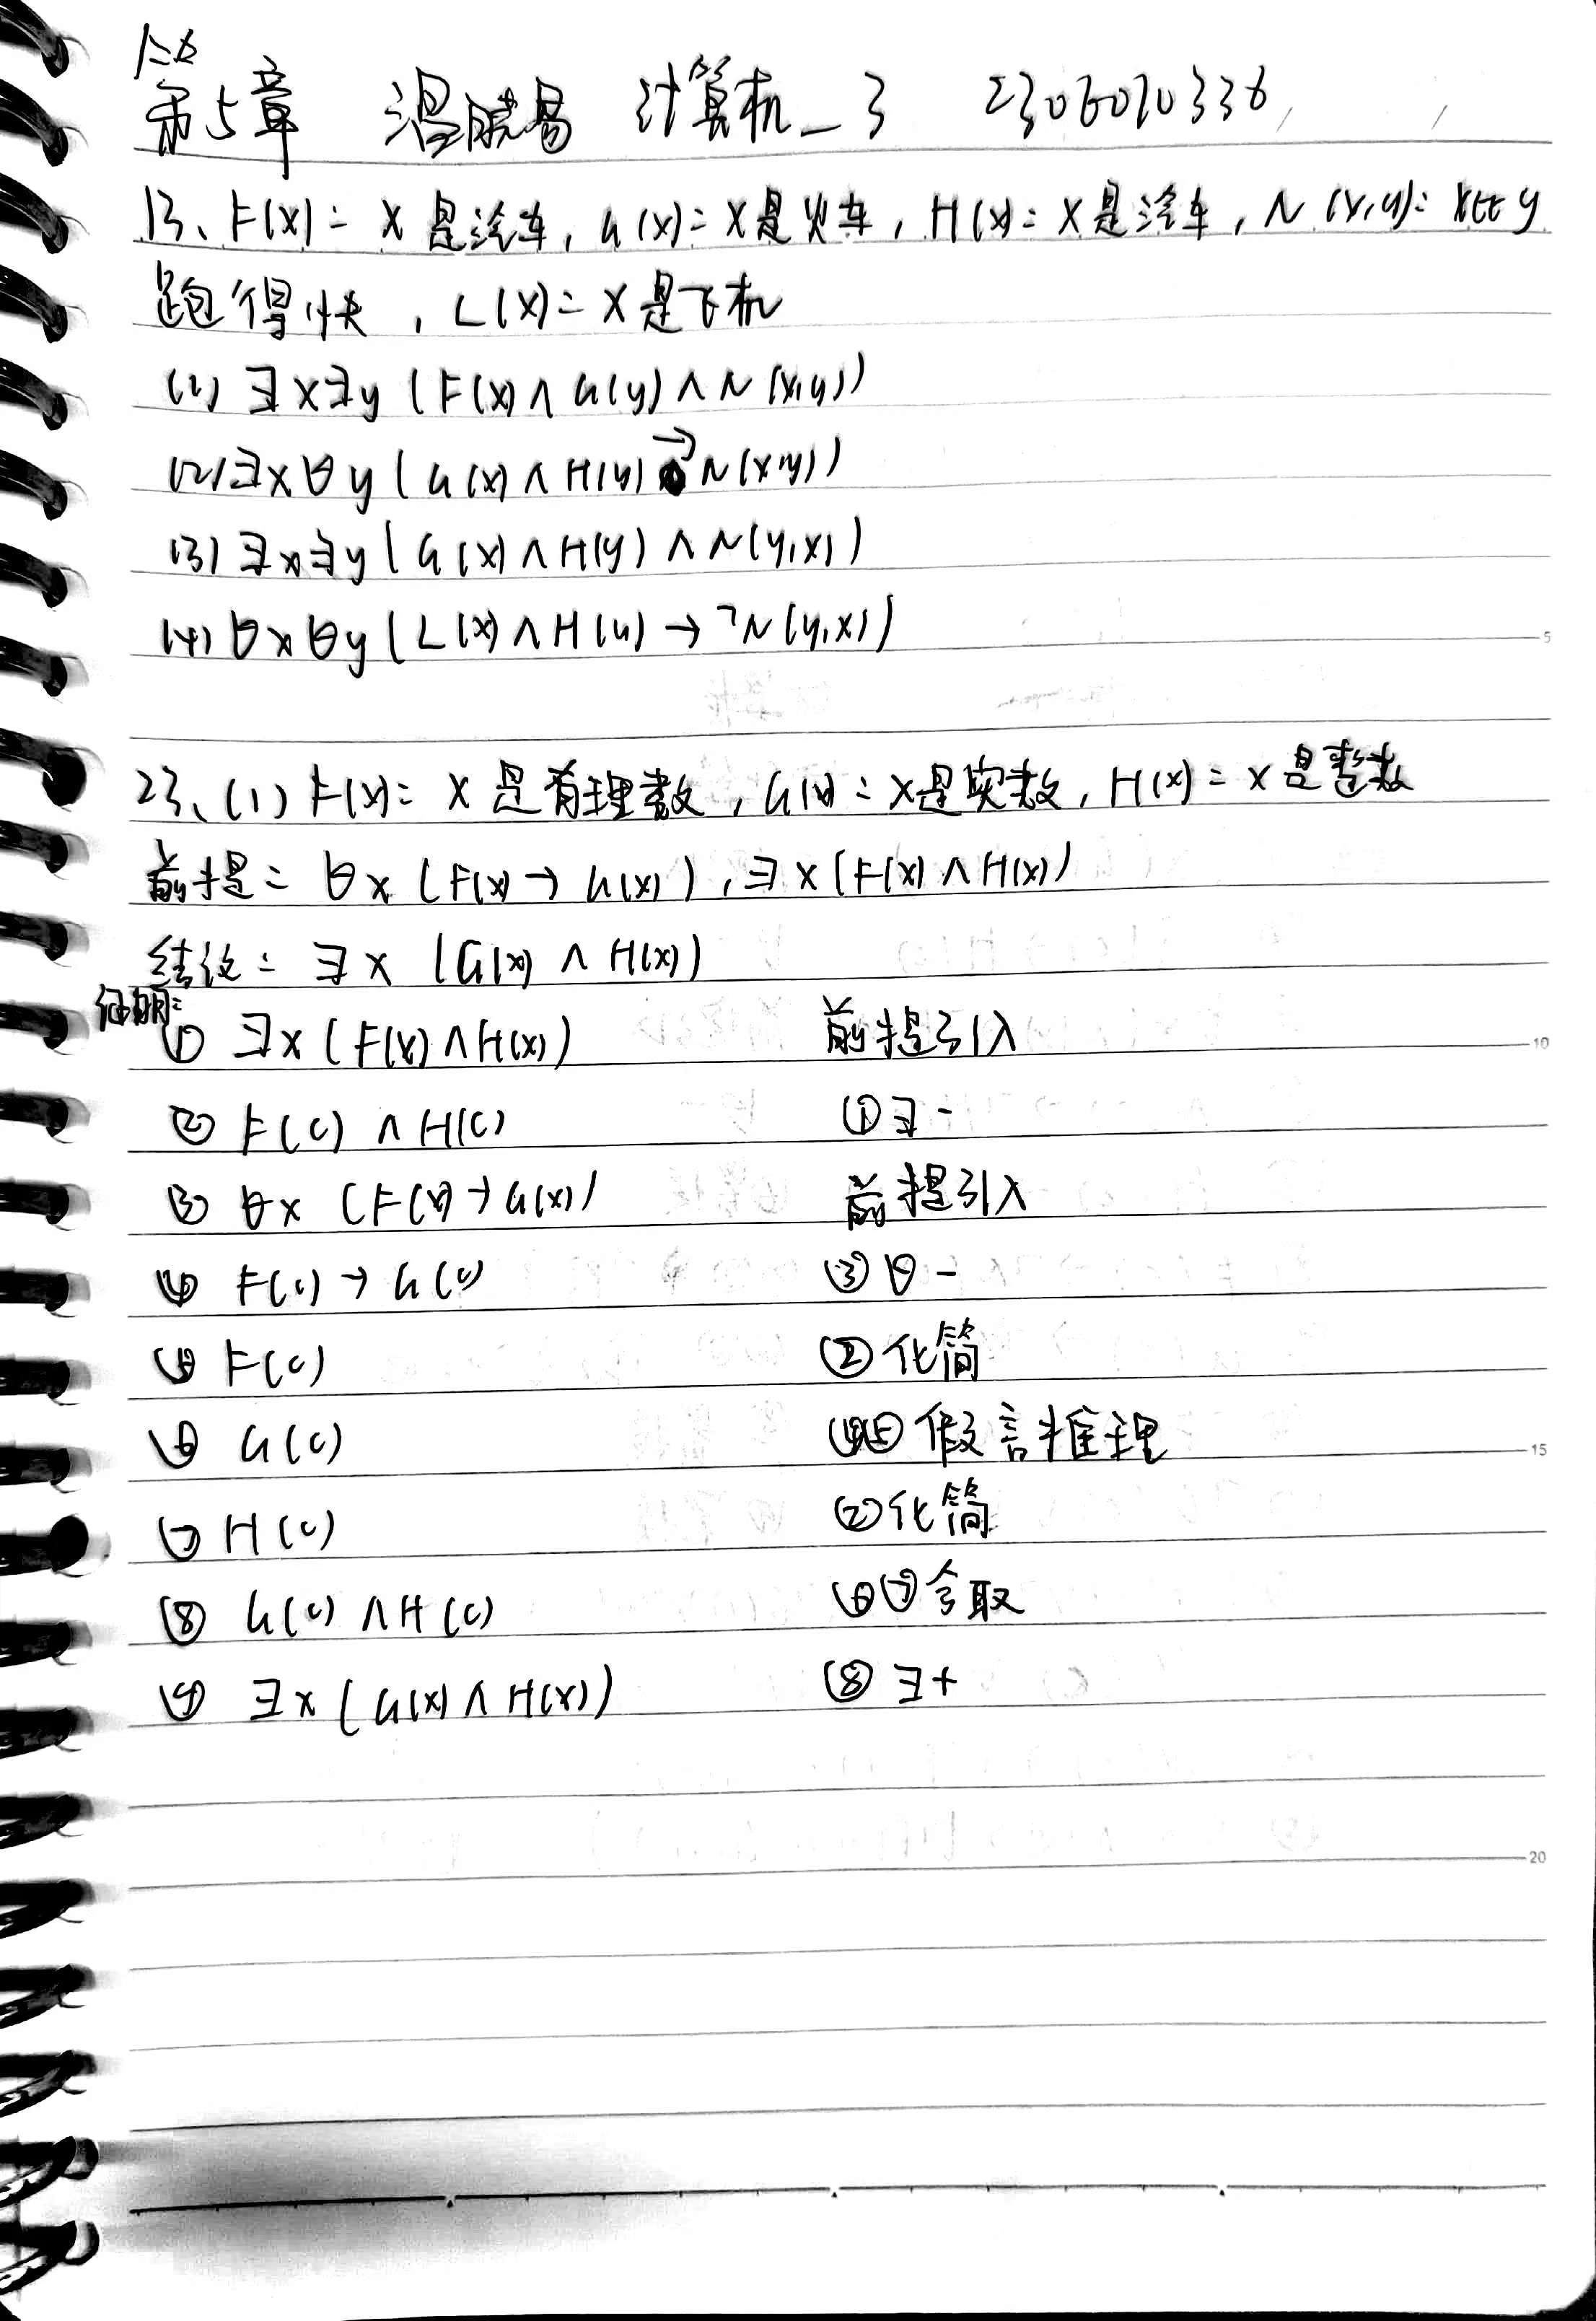 第5章 温晓易 计算机_3 2306010336
13、F(x): x是汽车, G(x): x是火车, H(x): x是汽车, N(x,y): x比y
跑得快, L(x): x是飞机
(1) ∃x∃y(F(x)∧G(y)∧N(x,y))
(2) ∃x∀y(G(x)∧H(y)→N(x,y))
(3) ∃x∃y(G(x)∧H(y)∧N(y,x))
(4) ∀x∀y(L(x)∧H(y)→¬N(y,x))
5
23、(1) F(x): x是有理数, G(x): x是实数, H(x): x是整数
前提: ∀x(F(x)→G(x)), ∃x(F(x)∧H(x))
结论: ∃x(G(x)∧H(x))
证明:
① ∃x(F(x)∧H(x)) 前提引入
10
② F(c)∧H(c) ①∃-
③ ∀x(F(x)→G(x)) 前提引入
④ F(c)→G(c) ③∀-
⑤ F(c) ②化简
⑥ G(c) ④⑤假言推理
15
⑦ H(c) ②化简
⑧ G(c)∧H(c) ⑥⑦合取
⑨ ∃x(G(x)∧H(x)) ⑧∃+
20